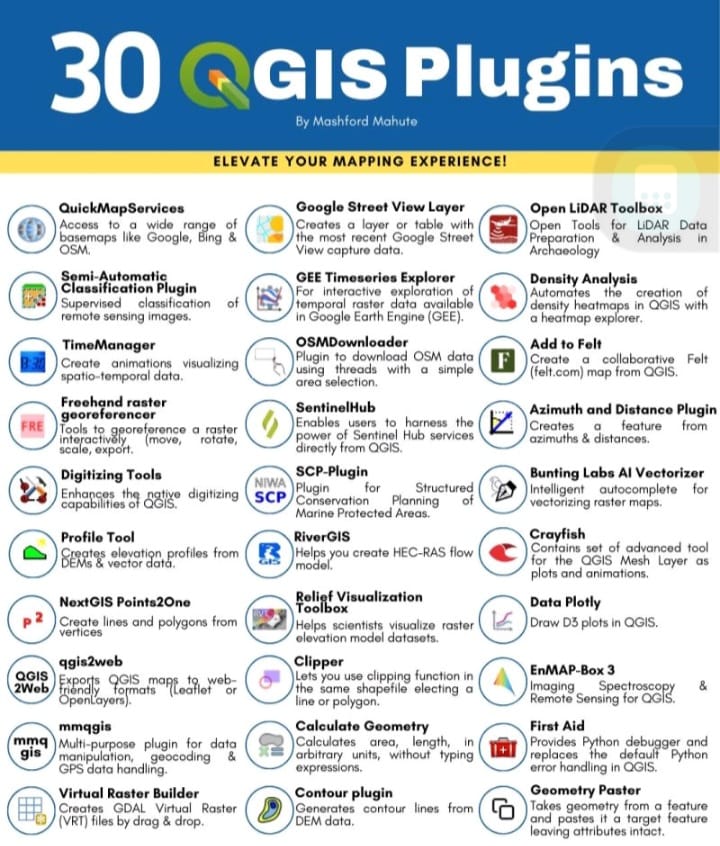 30 QGIS Plugins
By Mashford Mahute
ELEVATE YOUR MAPPING EXPERIENCE!
QuickMapServices
Access to a wide range of
basemaps like Google, Bing &
OSM.
Semi-Automatic
Classification Plugin
Supervised classification of
remote sensing images.
TimeManager
Create animations visualizing
spatio-temporal data.
FRE
Freehand raster
georeferencer
Tools to georeference a raster
interactively (move, rotate,
scale, export.
Digitizing Tools
Enhances the native digitizing
capabilities of QGIS.
Profile Tool
Creates elevation profiles from
DEMs & vector data.
P2
NextGIS Points2One
Create lines and polygons from
vertices
QGIS
2Web
qgis2web
Exports QGIS maps to web-
friendly formats (Leaflet or
OpenLayers).
mmq
gis
mmqgis
Multi-purpose plugin for data
manipulation, geocoding &
GPS data handling.
Virtual Raster Builder
Creates GDAL Virtual Raster
(VRT) files by drag & drop.
Google Street View Layer
Creates a layer or table with
the most recent Google Street
View capture data.
GEE Timeseries Explorer
For interactive exploration of
temporal raster data available
in Google Earth Engine (GEE).
OSMDownloader
Plugin to download OSM data
using threads with a simple
area selection.
SentinelHub
Enables users to harness the
power of Sentinel Hub services
directly from QGIS.
NIWA
SCP
SCP-Plugin
Plugin for Structured
Conservation Planning of
Marine Protected Areas.
GIS
RiverGIS
Helps you create HEC-RAS flow
model.
Relief Visualization
Toolbox
Helps scientists visualize raster
elevation model datasets.
Clipper
Lets you use clipping function in
the same shapefile electing a
line or polygon.
Calculate Geometry
Calculates area, length, in
arbitrary units, without typing
expressions.
Contour plugin
Generates contour lines from
DEM data.
Open LiDAR Toolbox
Open Tools for LiDAR Data
Preparation & Analysis in
Archaeology
Density Analysis
Automates the creation of
density heatmaps in QGIS with
a heatmap explorer.
F
Add to Felt
Create a collaborative Felt
(felt.com) map from QGIS.
Azimuth and Distance Plugin
Creates a feature from
azimuths & distances.
Bunting Labs AI Vectorizer
Intelligent autocomplete for
vectorizing raster maps.
Crayfish
Contains set of advanced tool
for the QGIS Mesh Layer as
plots and animations.
Data Plotly
Draw D3 plots in QGIS.
EnMAP-Box 3
Imaging Spectroscopy &
Remote Sensing for QGIS.
First Aid
Provides Python debugger and
replaces the default Python
error handling in QGIS.
Geometry Paster
Takes geometry from a feature
and pastes it a target feature
leaving attributes intact.